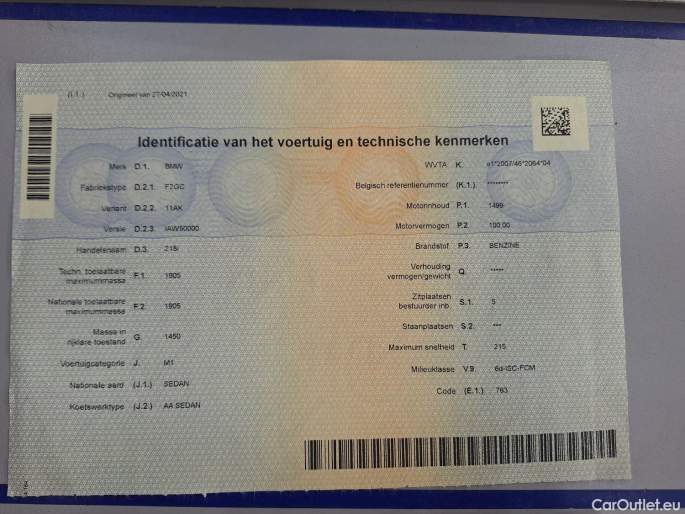 (I.1.) Origineel van 27/04/2021
Identificatie van het voertuig en technische kenmerken
Merk D.1. BMW
Fabriekstype D.2.1. F2GC
Variant D.2.2. 11AK
Versie D.2.3. IAW50000
Handelsnaam D.3. 218i
Techn. toelaatbare
maximummassa F.1. 1905
Nationale toelaatbare
maximummassa F.2. 1905
Massa in
rijklare toestand G. 1450
Voertuigcategorie J. M1
Nationale aard (J.1.) SEDAN
Koetswerktype (J.2.) AA SEDAN
WVTA K. e1*2007/46*2064*04
Belgisch referentienummer (K.1.) ********
Motorinhoud P.1. 1499
Motorvermogen P.2. 100.00
Brandstof P.3. BENZINE
Verhouding
vermogen/gewicht Q. *****
Zitplaatsen
bestuurder inb. S.1. 5
Staanplaatsen S.2. ***
Maximum snelheid T. 215
Milieuklasse V.9. 6d-ISC-FCM
Code (E.1.) 763
CarOutlet.eu